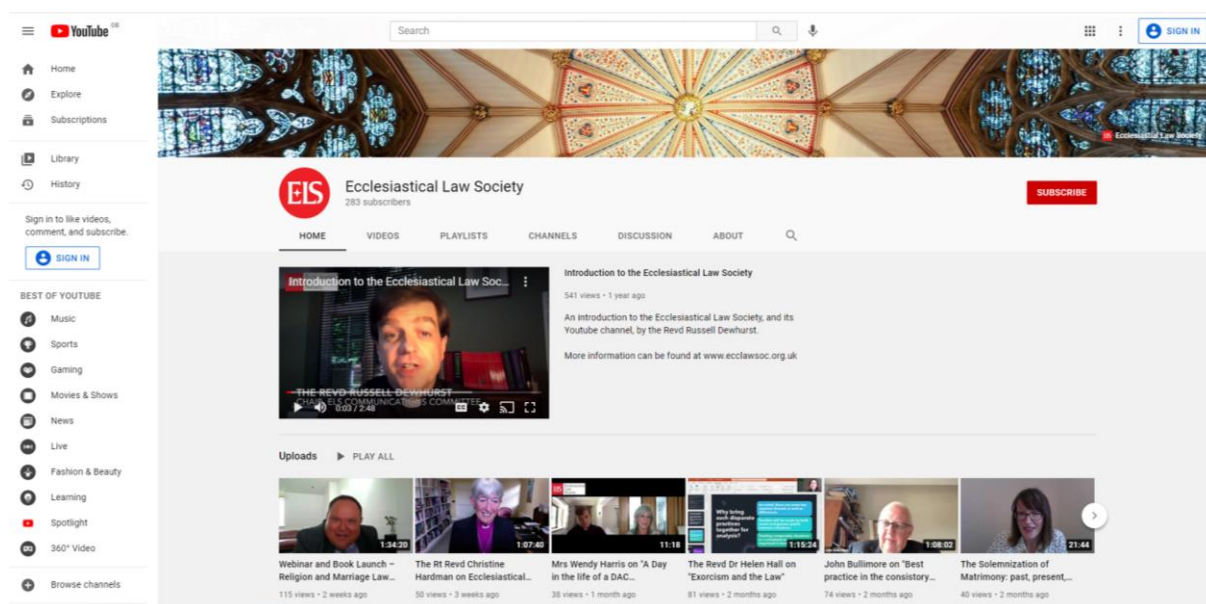 YouTube GB
Search
SIGN IN
Home
Explore
Subscriptions
Library
History
Sign in to like videos,
comment, and subscribe.
SIGN IN
BEST OF YOUTUBE
Music
Sports
Gaming
Movies & Shows
News
Live
Fashion & Beauty
Learning
Spotlight
360° Video
Browse channels
ELS Ecclesiastical Law Society
ELS
Ecclesiastical Law Society
283 subscribers
SUBSCRIBE
HOME VIDEOS PLAYLISTS CHANNELS DISCUSSION ABOUT
Introduction to the Ecclesiastical Law Soc...
THE REVD RUSSELL DEWHURST
CHAIR, ELS COMMUNICATIONS COMMITTEE
0:03 / 2:48
Introduction to the Ecclesiastical Law Society
541 views • 1 year ago
An introduction to the Ecclesiastical Law Society, and its
Youtube channel, by the Revd Russell Dewhurst.
More information can be found at www.ecclawsoc.org.uk
Uploads PLAY ALL
1:34:20
Webinar and Book Launch –
Religion and Marriage Law...
115 views • 2 weeks ago
1:07:40
The Rt Revd Christine
Hardman on Ecclesiastical...
50 views • 3 weeks ago
11:18
Mrs Wendy Harris on "A Day
in the life of a DAC...
38 views • 1 month ago
Why bring
such disparate
practices
together for
analysis?
1:15:24
The Revd Dr Helen Hall on
"Exorcism and the Law"
81 views • 2 months ago
1:08:02
John Bullimore on "Best
practice in the consistory...
74 views • 2 months ago
21:44
The Solemnization of
Matrimony: past, present,...
40 views • 2 months ago